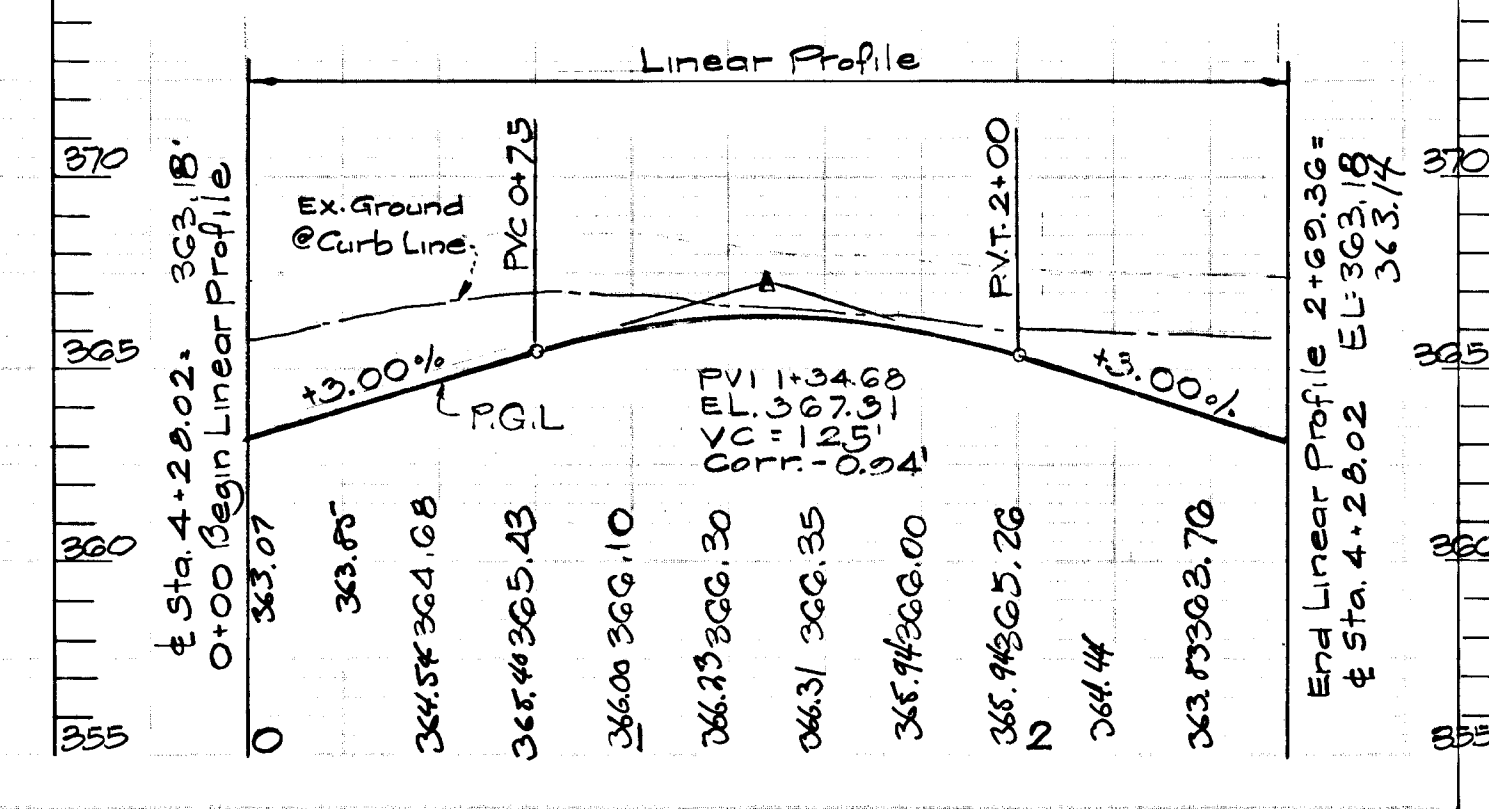 Linear Profile
370
365
360
355
₵ Sta. 4+28.02= 363.18'
0+00 Begin Linear Profile
Ex. Ground
@ Curb Line
PVC 0+75
P.V.T. 2+00
+3.00%
P.G.L
PVI 1+34.68
EL. 367.31
VC = 125'
Corr. - 0.94'
+3.00%
363.07
363.85
364.54 364.68
365.40 365.43
366.00 366.10
366.23 366.30
366.31 366.35
365.94 366.00
365.94 365.26
364.44
363.83 363.76
0
2
End Linear Profile 2+69.36=
₵ Sta. 4+28.02 EL=363.18
363.14
370
365
360
355